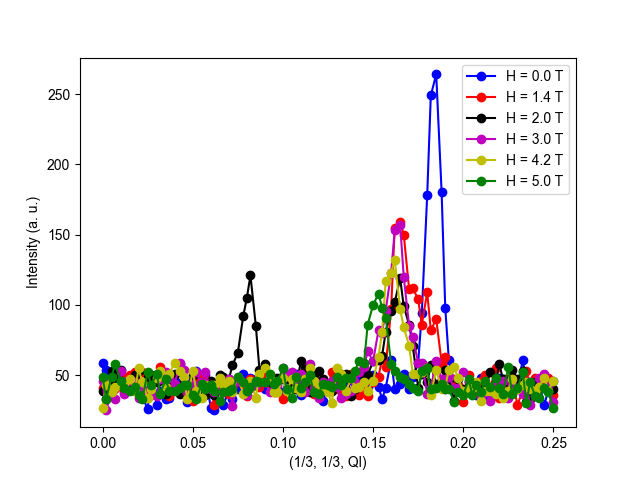 H = 0.0 T
H = 1.4 T
H = 2.0 T
H = 3.0 T
H = 4.2 T
H = 5.0 T
250
200
150
100
50
Intensity (a. u.)
0.00 0.05 0.10 0.15 0.20 0.25
(1/3, 1/3, Ql)